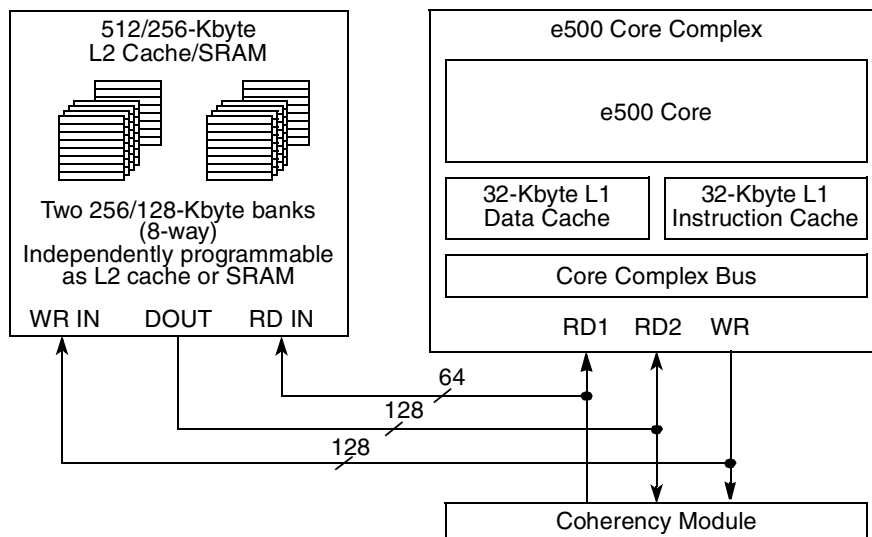 512/256-Kbyte
L2 Cache/SRAM
Two 256/128-Kbyte banks
(8-way)
Independently programmable
as L2 cache or SRAM
WR IN DOUT RD IN
e500 Core Complex
e500 Core
32-Kbyte L1
Data Cache
32-Kbyte L1
Instruction Cache
Core Complex Bus
RD1 RD2 WR
64
128
128
Coherency Module